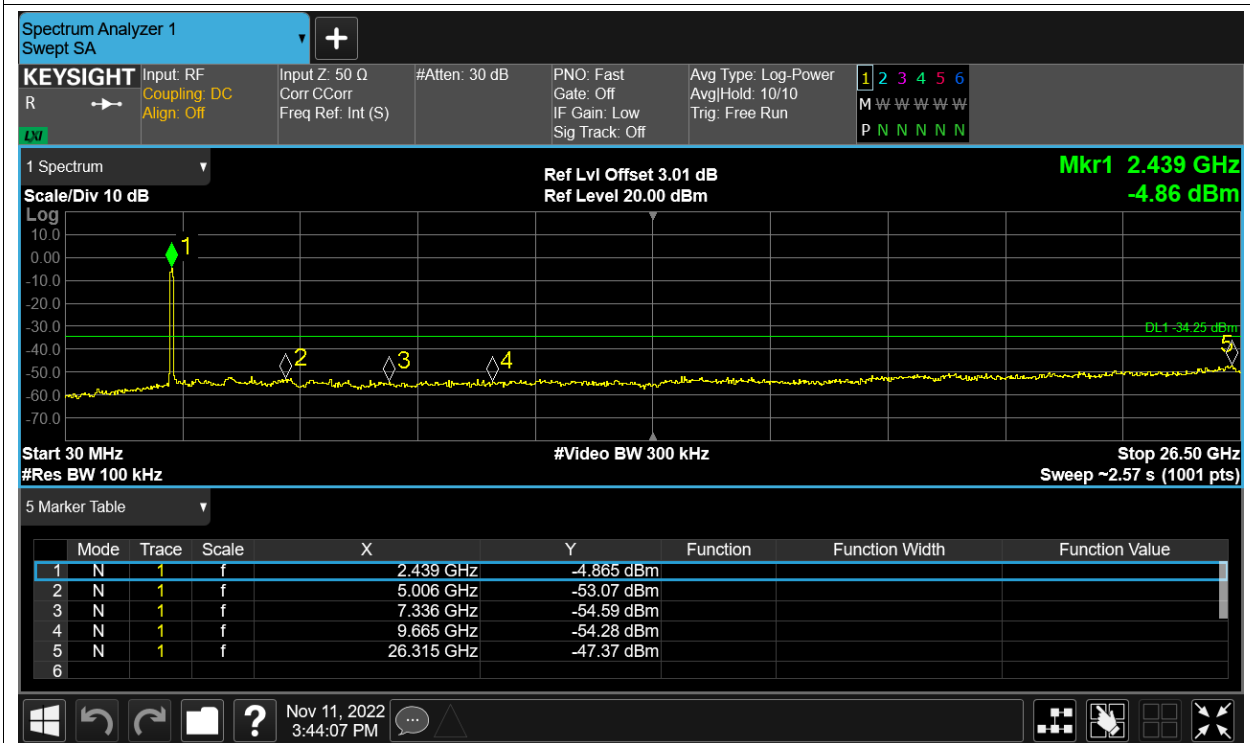 Spectrum Analyzer 1
Swept SA
KEYSIGHT Input: RF Input Z: 50 Ω #Atten: 30 dB PNO: Fast Avg Type: Log-Power 1 2 3 4 5 6
R Coupling: DC Corr CCorr Gate: Off Avg|Hold: 10/10 M W W W W W
Align: Off Freq Ref: Int (S) IF Gain: Low Trig: Free Run
LXI Sig Track: Off P N N N N N
1 Spectrum Ref Lvl Offset 3.01 dB Mkr1 2.439 GHz
Scale/Div 10 dB Ref Level 20.00 dBm -4.86 dBm
Log
10.0
1
0.00
-10.0
-20.0
-30.0 DL1 -34.25 dBm
-40.0 2 3 4 5
-50.0
-60.0
-70.0
Start 30 MHz #Video BW 300 kHz Stop 26.50 GHz
#Res BW 100 kHz Sweep ~2.57 s (1001 pts)
5 Marker Table
Mode Trace Scale X Y Function Function Width Function Value
1 N 1 f 2.439 GHz -4.865 dBm
2 N 1 f 5.006 GHz -53.07 dBm
3 N 1 f 7.336 GHz -54.59 dBm
4 N 1 f 9.665 GHz -54.28 dBm
5 N 1 f 26.315 GHz -47.37 dBm
6
? Nov 11, 2022
3:44:07 PM